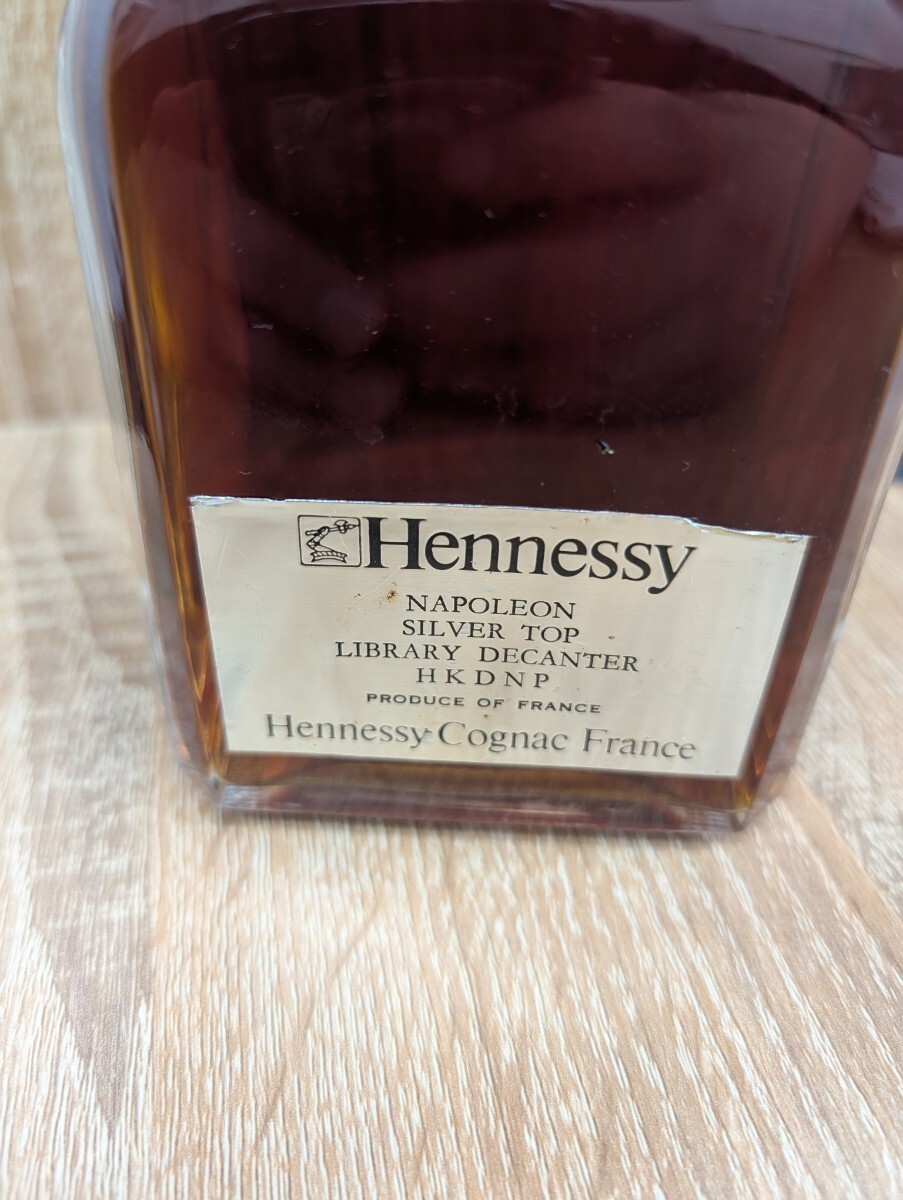 Hennessy
NAPOLEON
SILVER TOP
LIBRARY DECANTER
HKDNP
PRODUCE OF FRANCE
Hennessy Cognac France